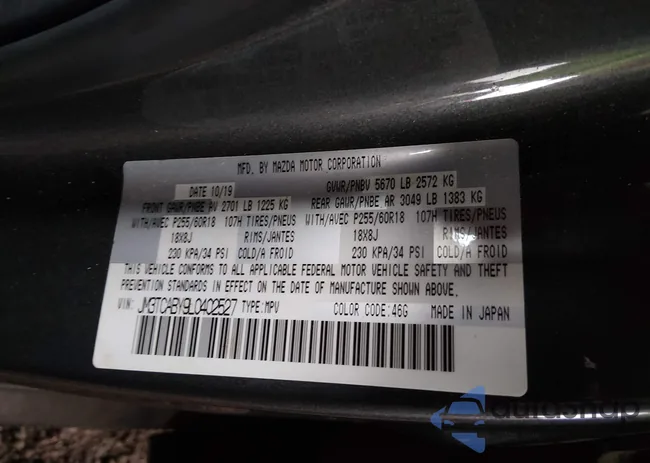 MFD. BY MAZDA MOTOR CORPORATION
DATE 10/19 GVWR/PNBV 5670 LB 2572 KG
FRONT GAWR/PNBE AV 2701 LB 1225 KG REAR GAWR/PNBE AR 3049 LB 1383 KG
WITH/AVEC P255/60R18 107H TIRES/PNEUS WITH/AVEC P255/60R18 107H TIRES/PNEUS
18X8J RIMS/JANTES 18X8J RIMS/JANTES
230 KPA/34 PSI COLD/A FROID 230 KPA/34 PSI COLD/A FROID
THIS VEHICLE CONFORMS TO ALL APPLICABLE FEDERAL MOTOR VEHICLE SAFETY AND THEFT
PREVENTION STANDARDS IN EFFECT ON THE DATE OF MANUFACTURE SHOWN ABOVE.
VIN: JM3TCABY9L0402527 TYPE:MPV COLOR CODE:46G MADE IN JAPAN
autosnap